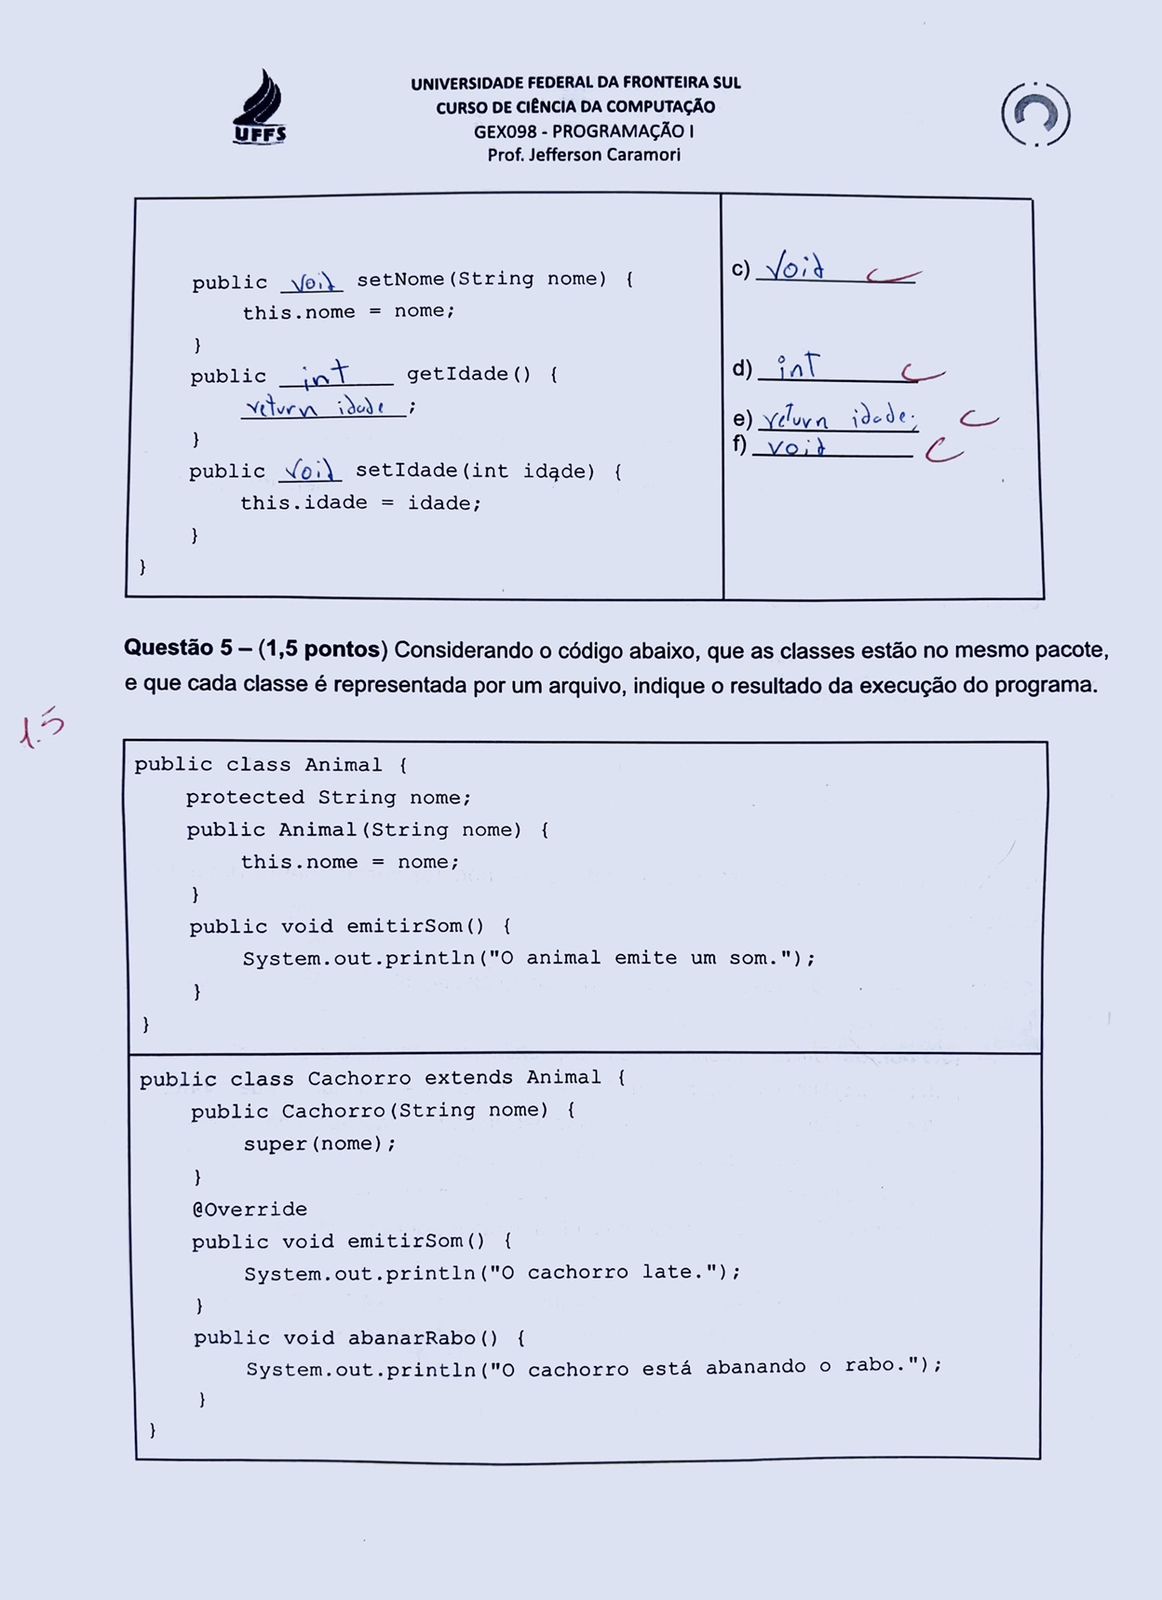 UFFS
UNIVERSIDADE FEDERAL DA FRONTEIRA SUL
CURSO DE CIÊNCIA DA COMPUTAÇÃO
GEX098 - PROGRAMAÇÃO I
Prof. Jefferson Caramori
public void setNome(String nome) {
this.nome = nome;
}
public int getIdade() {
return idade;
}
public void setIdade(int idade) {
this.idade = idade;
}
}
c) void C
d) int C
e) return idade; C
f) void C
Questão 5 – (1,5 pontos) Considerando o código abaixo, que as classes estão no mesmo pacote,
e que cada classe é representada por um arquivo, indique o resultado da execução do programa.
1.5
public class Animal {
protected String nome;
public Animal(String nome) {
this.nome = nome;
}
public void emitirSom() {
System.out.println("O animal emite um som.");
}
}
public class Cachorro extends Animal {
public Cachorro(String nome) {
super(nome);
}
@Override
public void emitirSom() {
System.out.println("O cachorro late.");
}
public void abanarRabo() {
System.out.println("O cachorro está abanando o rabo.");
}
}